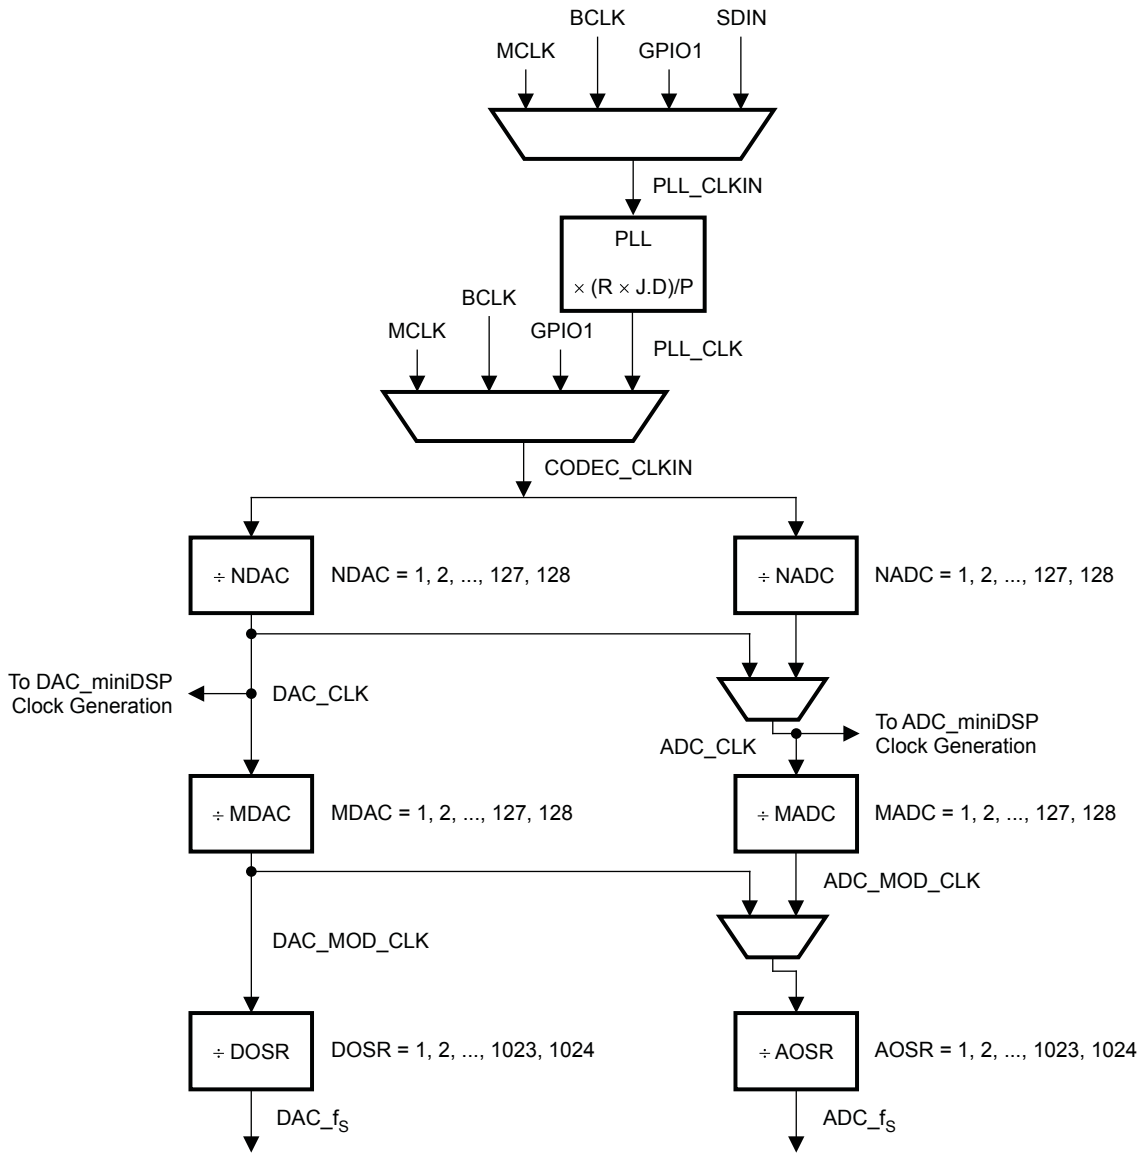 BCLK
SDIN
MCLK
GPIO1
PLL_CLKIN
PLL
× (R × J.D)/P
BCLK
MCLK
GPIO1
PLL_CLK
CODEC_CLKIN
÷ NDAC
NDAC = 1, 2, ..., 127, 128
÷ NADC
NADC = 1, 2, ..., 127, 128
To DAC_miniDSP
Clock Generation
DAC_CLK
To ADC_miniDSP
Clock Generation
ADC_CLK
÷ MDAC
MDAC = 1, 2, ..., 127, 128
÷ MADC
MADC = 1, 2, ..., 127, 128
ADC_MOD_CLK
DAC_MOD_CLK
÷ DOSR
DOSR = 1, 2, ..., 1023, 1024
÷ AOSR
AOSR = 1, 2, ..., 1023, 1024
DAC_fS
ADC_fS